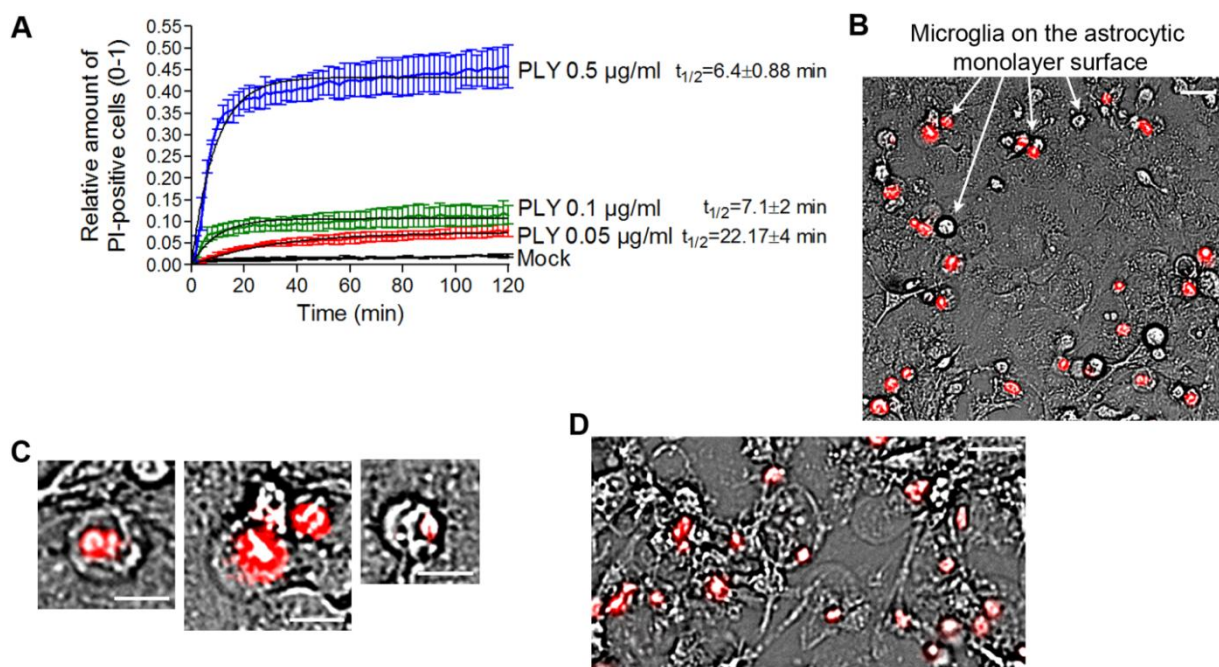 A
Relative amount of
PI-positive cells (0-1)
0.55
0.50
0.45
0.40
0.35
0.30
0.25
0.20
0.15
0.10
0.05
0.00
0 20 40 60 80 100 120
Time (min)
PLY 0.5 µg/ml t1/2=6.4±0.88 min
PLY 0.1 µg/ml t1/2=7.1±2 min
PLY 0.05 µg/ml t1/2=22.17±4 min
Mock
B
Microglia on the astrocytic
monolayer surface
C
D